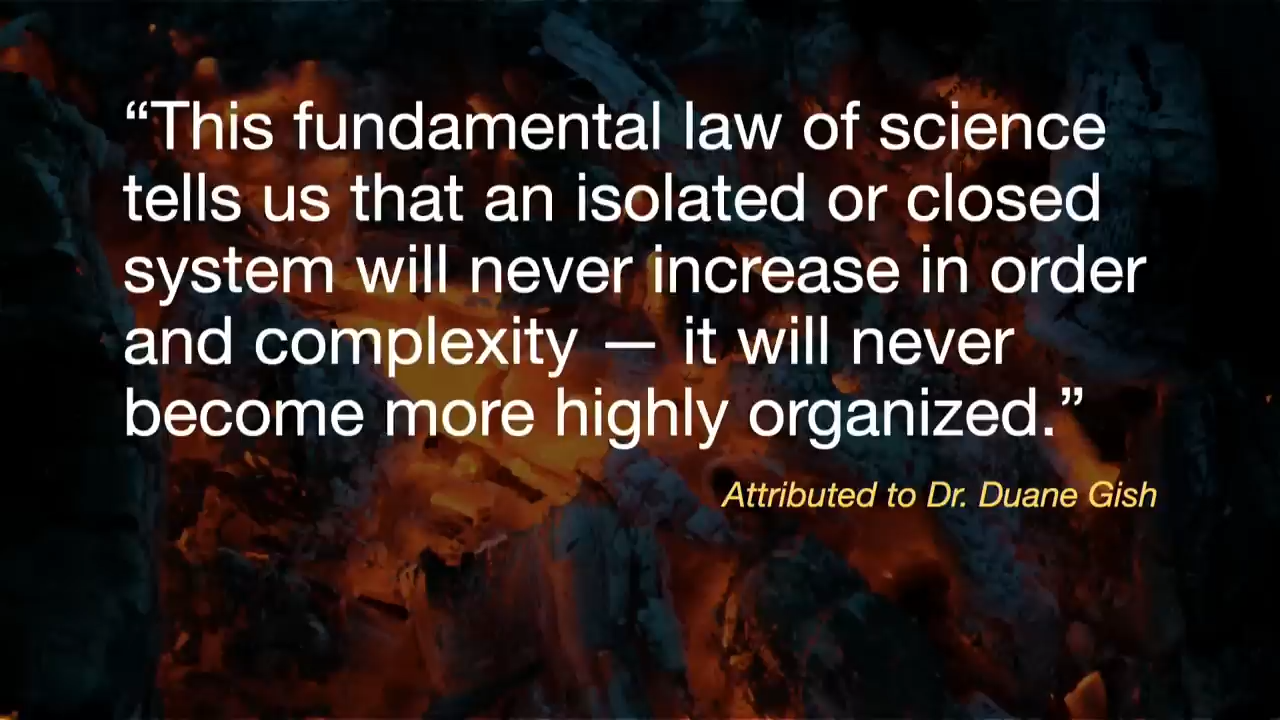 “This fundamental law of science
tells us that an isolated or closed
system will never increase in order
and complexity — it will never
become more highly organized.”
Attributed to Dr. Duane Gish